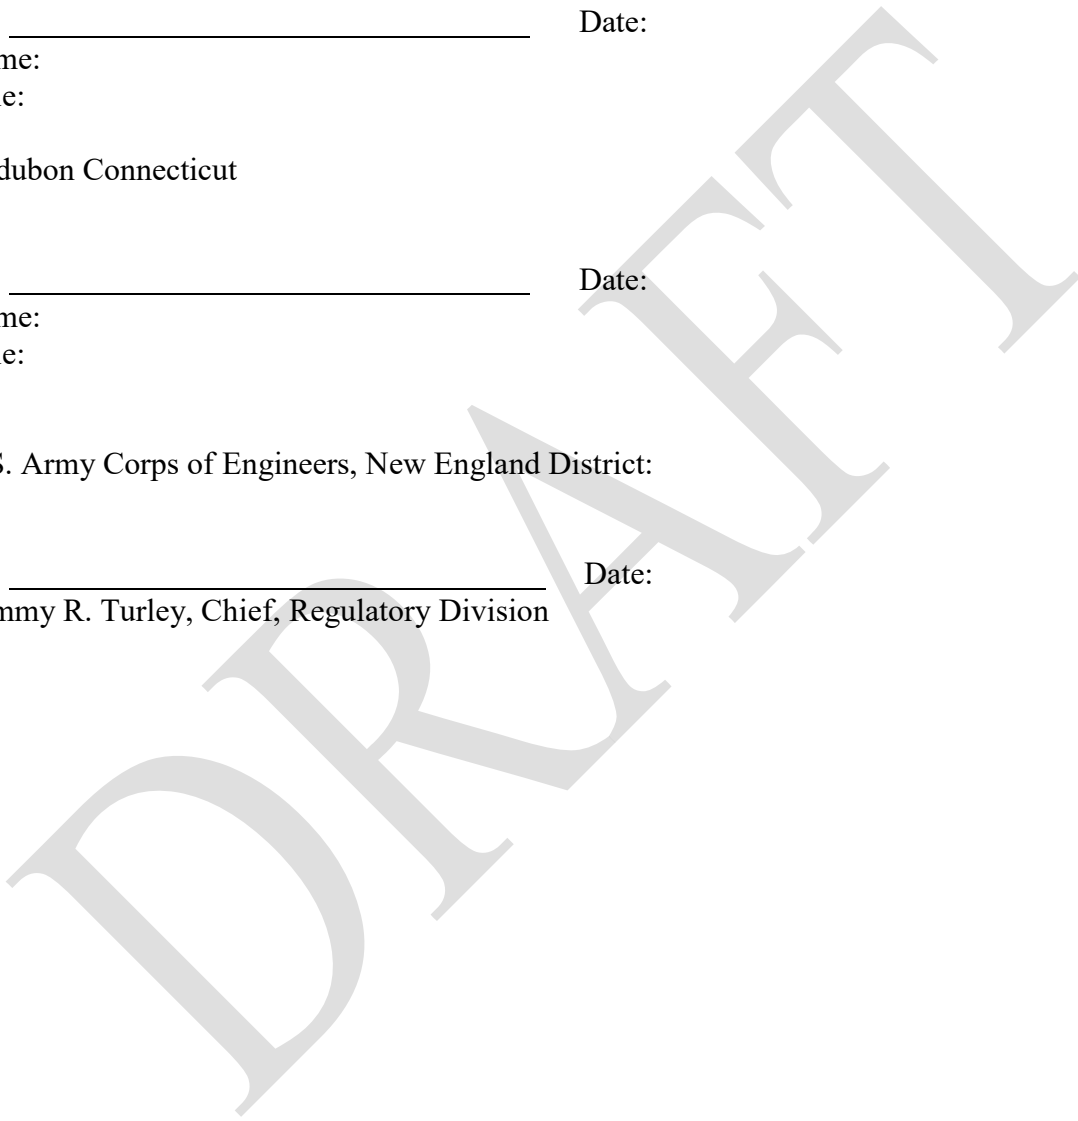 Date:
me:
e:
dubon Connecticut
Date:
me:
e:
S. Army Corps of Engineers, New England District:
Date:
mmy R. Turley, Chief, Regulatory Division
DRAFT